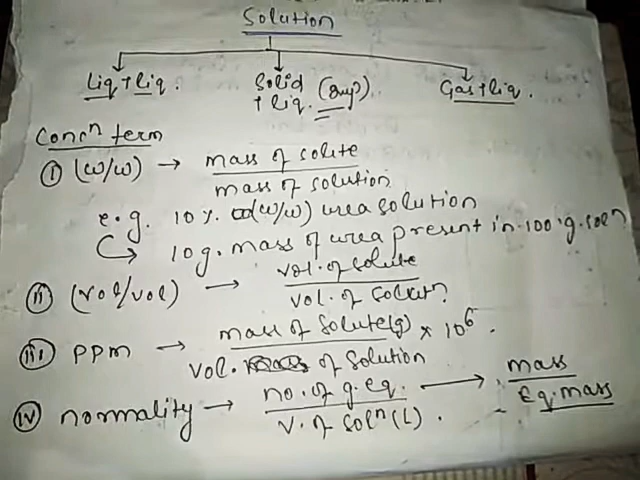 Solution
Liq + Liq. Solid + Liq. (Imp) Gas + Liq.
Concⁿ term
(i) (w/w) → mass of solute / mass of solution
e.g. 10 %. (w/w) urea solution
↳ 10 g. mass of urea present in 100 g. solⁿ
(ii) (vol/vol) → vol. of solute / vol. of solutn
(iii) PPM → mass of solute(g) / vol. of solution × 10⁶.
(iv) normality → no. of g. eq. / V. of solⁿ (L). → mass / Eq. mass